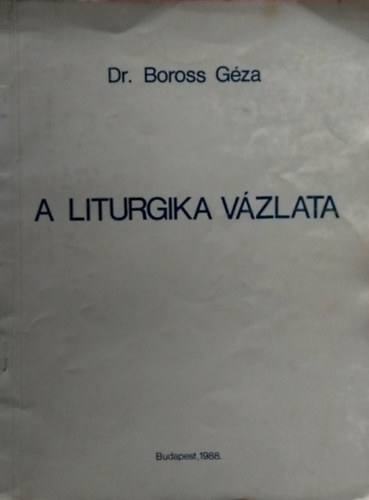 Dr. Boross Géza
A LITURGIKA VÁZLATA
Budapest, 1988.